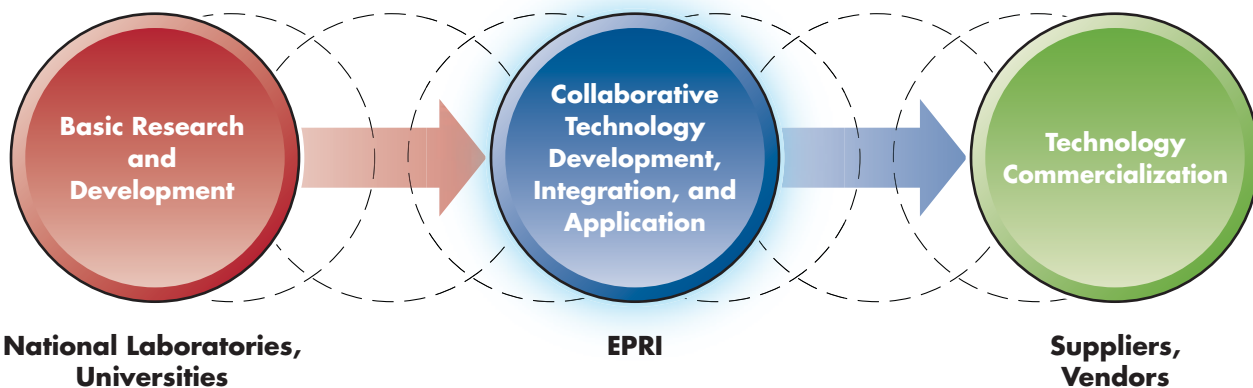 Basic Research
and
Development
Collaborative
Technology
Development,
Integration, and
Application
Technology
Commercialization
National Laboratories,
Universities
EPRI
Suppliers,
Vendors